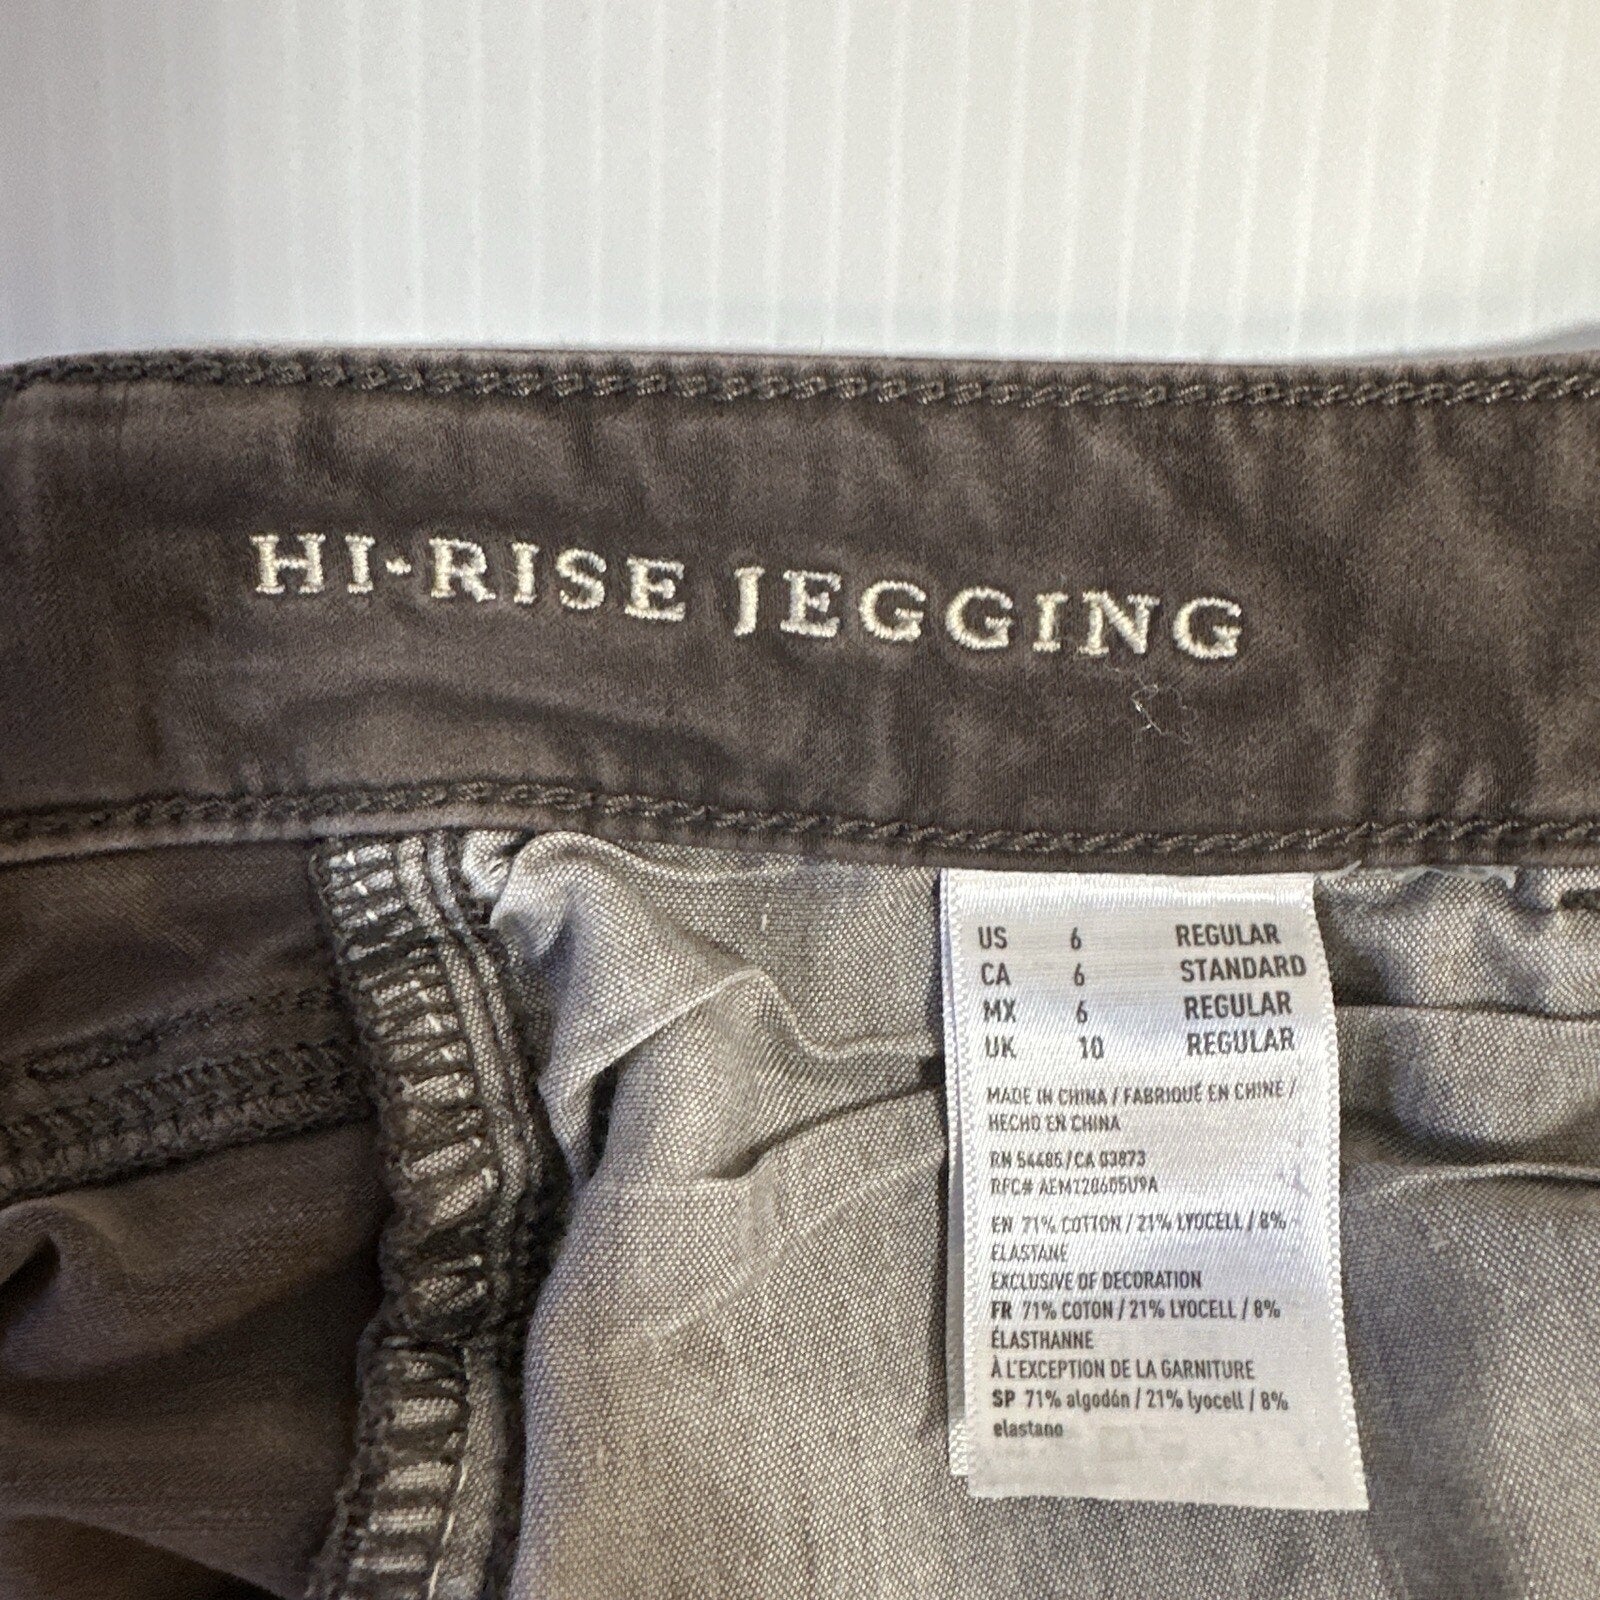 HI-RISE JEGGING
US 6 REGULAR
CA 6 STANDARD
MX 6 REGULAR
UK 10 REGULAR
MADE IN CHINA / FABRIQUÉ EN CHINE /
HECHO EN CHINA
RN 54485/CA 03873
RFC# AEM120605U9A
EN 71% COTTON / 21% LYOCELL / 8%
ELASTANE
EXCLUSIVE OF DECORATION
FR 71% COTON / 21% LYOCELL / 8%
ÉLASTHANNE
À L'EXCEPTION DE LA GARNITURE
SP 71% algodón / 21% lyocell / 8%
elastano